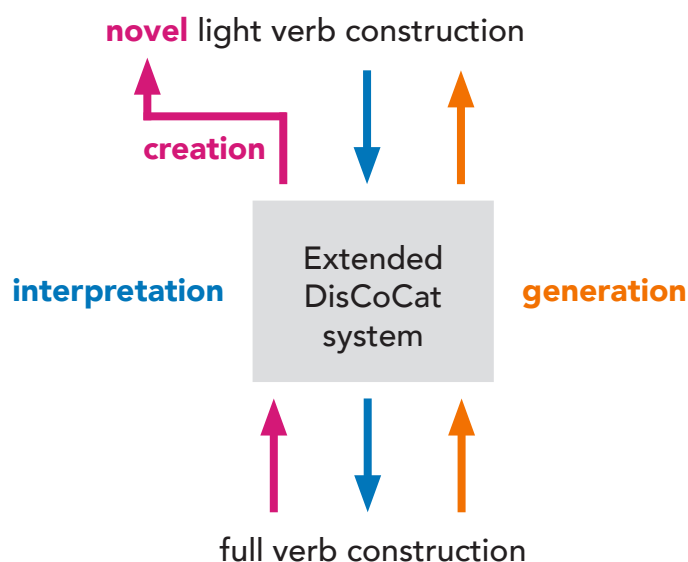 novel light verb construction
creation
interpretation
Extended
DisCoCat
system
generation
full verb construction